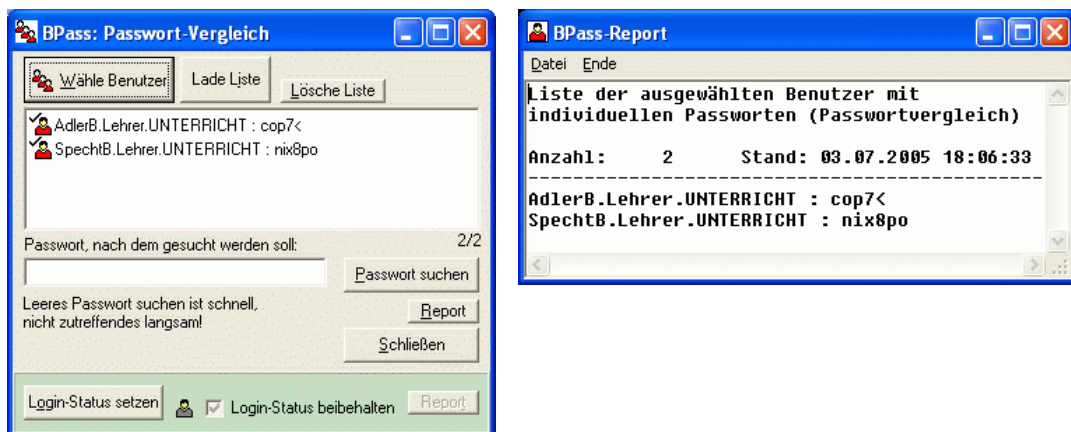 BPass: Passwort-Vergleich
Wähle Benutzer
Lade Liste
Lösche Liste
AdlerB.Lehrer.UNTERRICHT : cop7<
SpechtB.Lehrer.UNTERRICHT : nix8po
Passwort, nach dem gesucht werden soll:
2/2
Passwort suchen
Leeres Passwort suchen ist schnell,
nicht zutreffendes langsam!
Report
Schließen
Login-Status setzen
Login-Status beibehalten
Report
BPass-Report
Datei Ende
Liste der ausgewählten Benutzer mit
individuellen Passworten (Passwortvergleich)
Anzahl: 2 Stand: 03.07.2005 18:06:33
------------------------------------------------
AdlerB.Lehrer.UNTERRICHT : cop7<
SpechtB.Lehrer.UNTERRICHT : nix8po